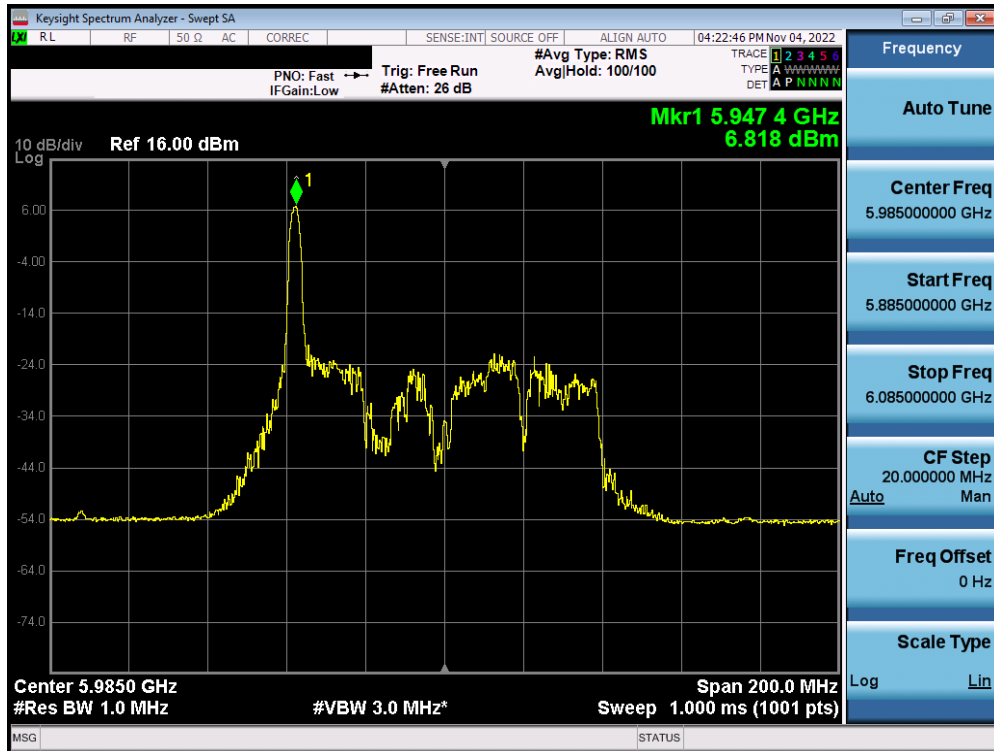 Keysight Spectrum Analyzer - Swept SA
LXI RL RF 50 Ω AC CORREC SENSE:INT SOURCE OFF ALIGN AUTO 04:22:46 PM Nov 04, 2022
PNO: Fast
IFGain:Low
Trig: Free Run
#Atten: 26 dB
#Avg Type: RMS
Avg|Hold: 100/100
TRACE 1 2 3 4 5 6
TYPE A WWWWW
DET A P N N N N
Mkr1 5.947 4 GHz
6.818 dBm
10 dB/div Ref 16.00 dBm
Log
1
6.00
-4.00
-14.0
-24.0
-34.0
-44.0
-54.0
-64.0
-74.0
Center 5.9850 GHz Span 200.0 MHz
#Res BW 1.0 MHz #VBW 3.0 MHz* Sweep 1.000 ms (1001 pts)
MSG STATUS
Frequency
Auto Tune
Center Freq
5.985000000 GHz
Start Freq
5.885000000 GHz
Stop Freq
6.085000000 GHz
CF Step
20.000000 MHz
Auto Man
Freq Offset
0 Hz
Scale Type
Log Lin